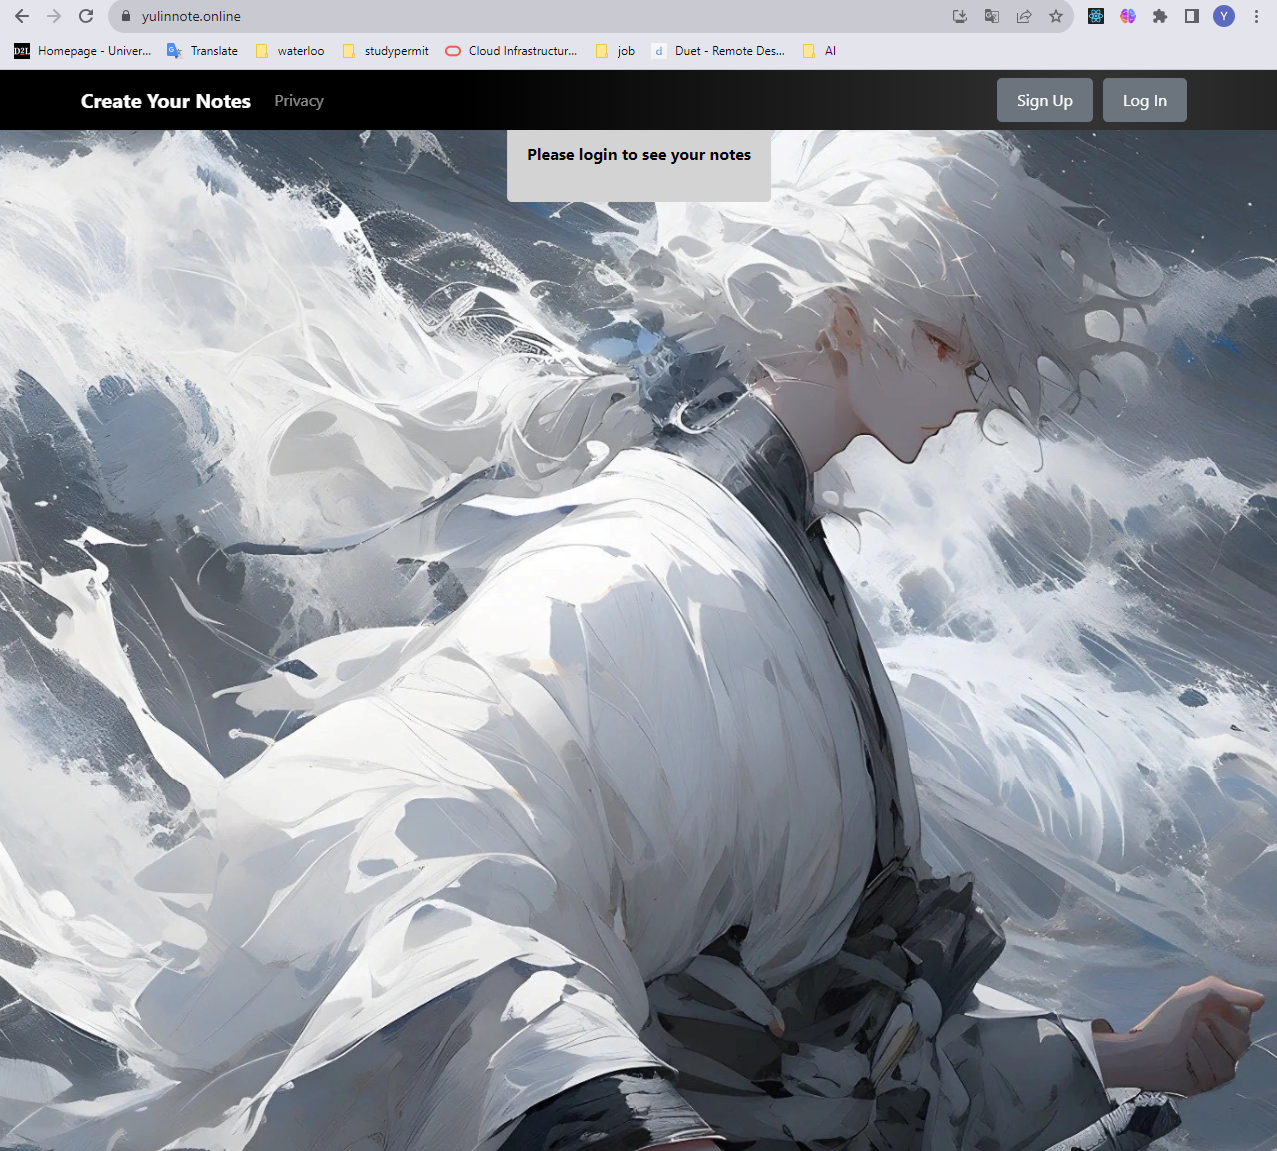 yulinnote.online
Y
D2L Homepage - Univer... Translate waterloo studypermit Cloud Infrastructur... job d Duet - Remote Des... AI
Create Your Notes Privacy Sign Up Log In
Please login to see your notes